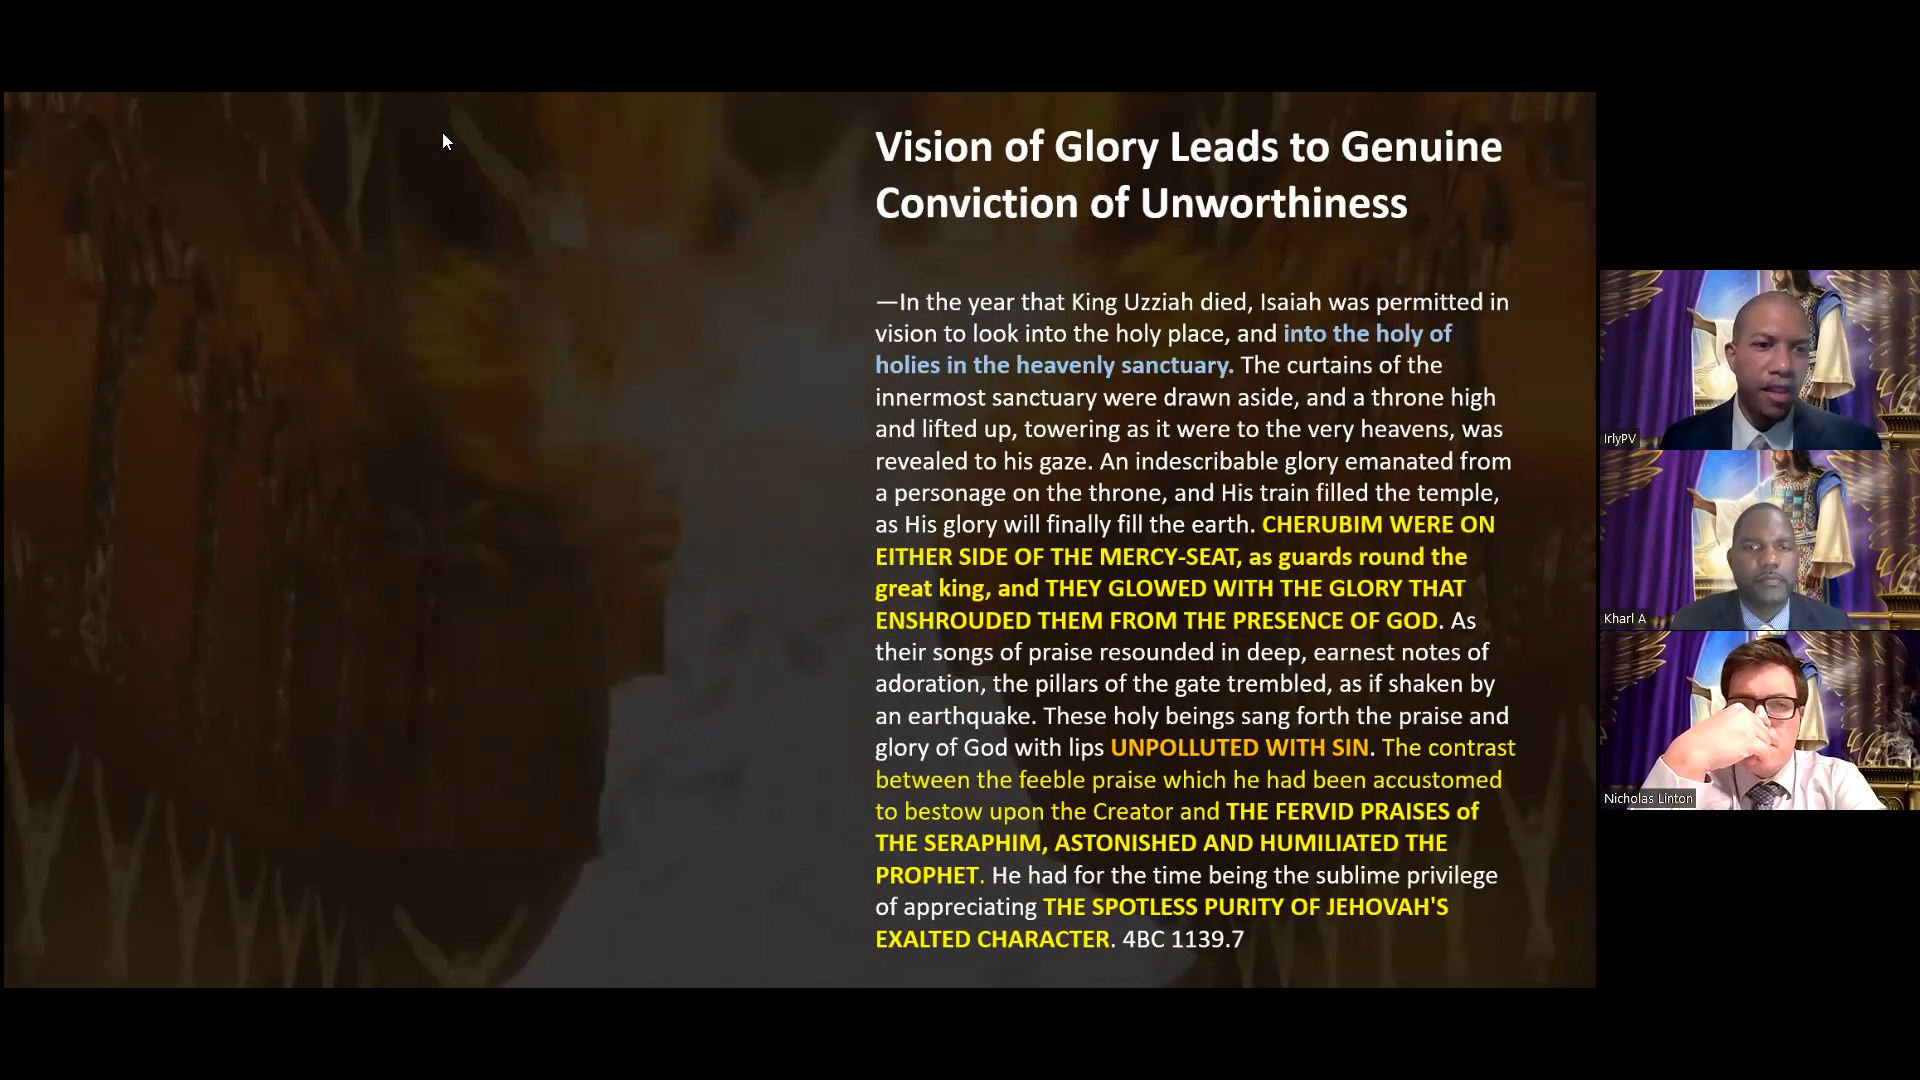 Vision of Glory Leads to Genuine
Conviction of Unworthiness
—In the year that King Uzziah died, Isaiah was permitted in
vision to look into the holy place, and into the holy of
holies in the heavenly sanctuary. The curtains of the
innermost sanctuary were drawn aside, and a throne high
and lifted up, towering as it were to the very heavens, was
revealed to his gaze. An indescribable glory emanated from
a personage on the throne, and His train filled the temple,
as His glory will finally fill the earth. CHERUBIM WERE ON
EITHER SIDE OF THE MERCY-SEAT, as guards round the
great king, and THEY GLOWED WITH THE GLORY THAT
ENSHROUDED THEM FROM THE PRESENCE OF GOD. As
their songs of praise resounded in deep, earnest notes of
adoration, the pillars of the gate trembled, as if shaken by
an earthquake. These holy beings sang forth the praise and
glory of God with lips UNPOLLUTED WITH SIN. The contrast
between the feeble praise which he had been accustomed
to bestow upon the Creator and THE FERVID PRAISES of
THE SERAPHIM, ASTONISHED AND HUMILIATED THE
PROPHET. He had for the time being the sublime privilege
of appreciating THE SPOTLESS PURITY OF JEHOVAH'S
EXALTED CHARACTER. 4BC 1139.7
IrlyPV
Kharl A
Nicholas Linton